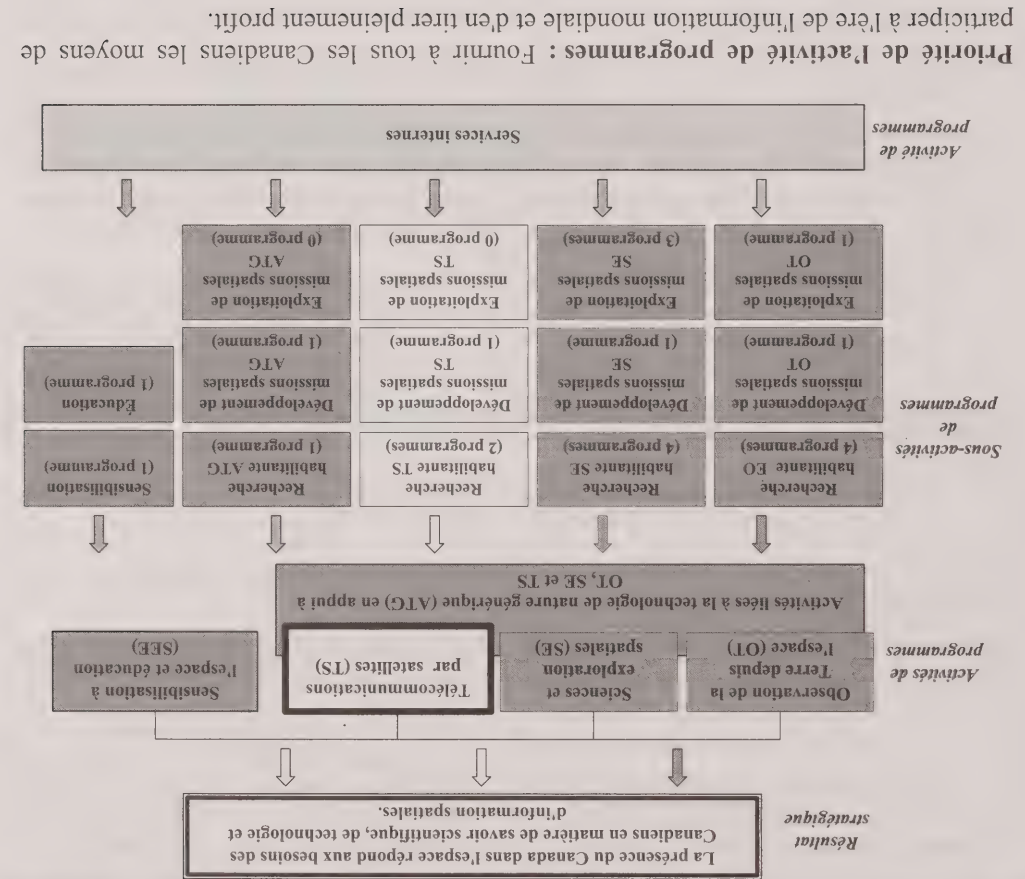 Résultat
stratégique
La présence du Canada dans l'espace répond aux besoins des
Canadiens en matière de savoir scientifique, de technologie et
d'information spatiales.
Activités de
programmes
Observation de la
Terre depuis
l'espace (OT)
Sciences et
exploration
spatiales (SE)
Télécommunications
par satellites (TS)
Sensibilisation à
l'espace et éducation
(SEE)
Activités liées à la technologie de nature générique (ATG) en appui à
OT, SE et TS
Sous-activités
de
programmes
Recherche
habilitante EO
(4 programmes)
Recherche
habilitante SE
(4 programmes)
Recherche
habilitante TS
(2 programmes)
Recherche
habilitante ATG
(1 programme)
Sensibilisation
(1 programme)
Développement de
missions spatiales
OT
(1 programme)
Développement de
missions spatiales
SE
(1 programme)
Développement de
missions spatiales
TS
(1 programme)
Développement de
missions spatiales
ATG
(1 programme)
Éducation
(1 programme)
Exploitation de
missions spatiales
OT
(1 programme)
Exploitation de
missions spatiales
SE
(3 programmes)
Exploitation de
missions spatiales
TS
(0 programme)
Exploitation de
missions spatiales
ATG
(0 programme)
Activité de
programmes
Services internes
Priorité de l'activité de programmes : Fournir à tous les Canadiens les moyens de
participer à l'ère de l'information mondiale et d'en tirer pleinement profit.